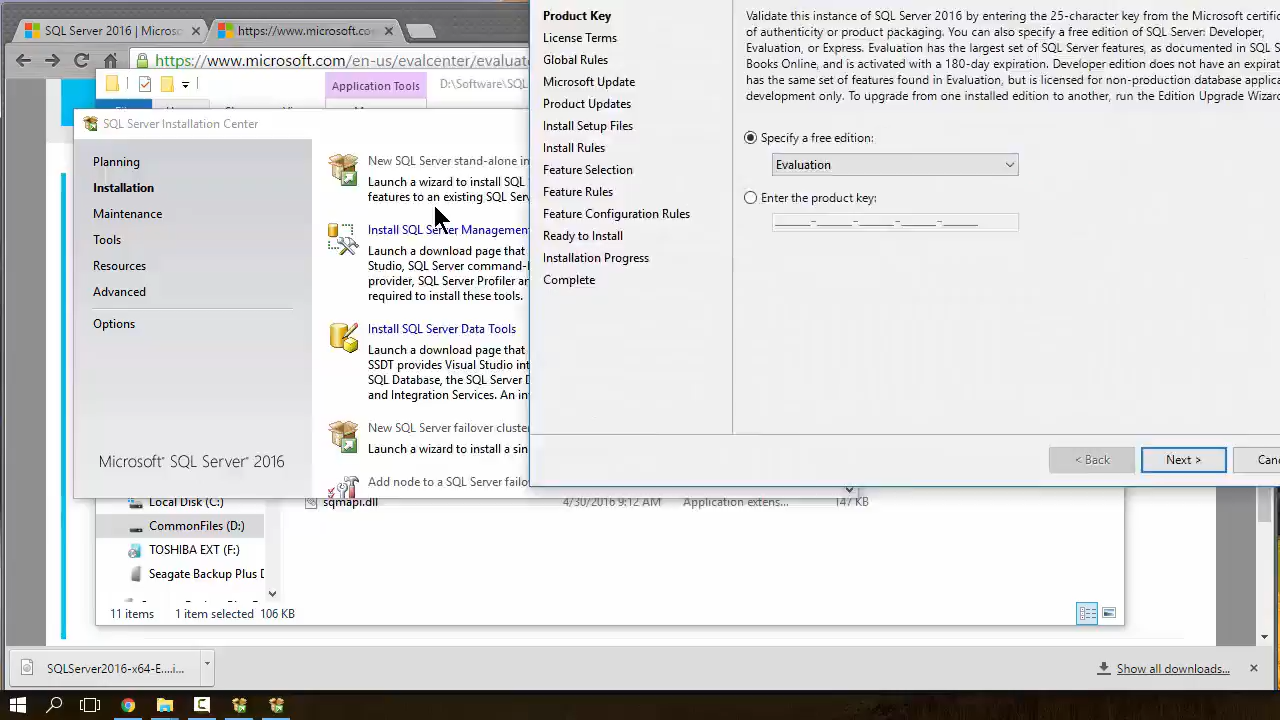 SQL Server 2016 | Micros
https://www.microsoft.com
https://www.microsoft.com/en-us/evalcenter/evaluate
Application Tools
D:\Software\SQL
SQL Server Installation Center
Planning
Installation
Maintenance
Tools
Resources
Advanced
Options
Microsoft SQL Server 2016
New SQL Server stand-alone in
Launch a wizard to install SQL
features to an existing SQL Serv
Install SQL Server Management
Launch a download page that
Studio, SQL Server command-l
provider, SQL Server Profiler an
required to install these tools.
Install SQL Server Data Tools
Launch a download page that
SSDT provides Visual Studio int
SQL Database, the SQL Server D
and Integration Services. An in
New SQL Server failover cluste
Launch a wizard to install a sin
Add node to a SQL Server failo
Product Key
License Terms
Global Rules
Microsoft Update
Product Updates
Install Setup Files
Install Rules
Feature Selection
Feature Rules
Feature Configuration Rules
Ready to Install
Installation Progress
Complete
Validate this instance of SQL Server 2016 by entering the 25-character key from the Microsoft certific
of authenticity or product packaging. You can also specify a free edition of SQL Server: Developer,
Evaluation, or Express. Evaluation has the largest set of SQL Server features, as documented in SQL S
Books Online, and is activated with a 180-day expiration. Developer edition does not have an expirat
has the same set of features found in Evaluation, but is licensed for non-production database applic
development only. To upgrade from one installed edition to another, run the Edition Upgrade Wizard
Specify a free edition:
Evaluation
Enter the product key:
_____-_____-_____-_____-_____
< Back
Next >
Canc
Local Disk (C:)
CommonFiles (D:)
TOSHIBA EXT (F:)
Seagate Backup Plus D
sqmapi.dll
4/30/2016 9:12 AM
Application extens...
147 KB
11 items
1 item selected
106 KB
SQLServer2016-x64-E....i...
Show all downloads...